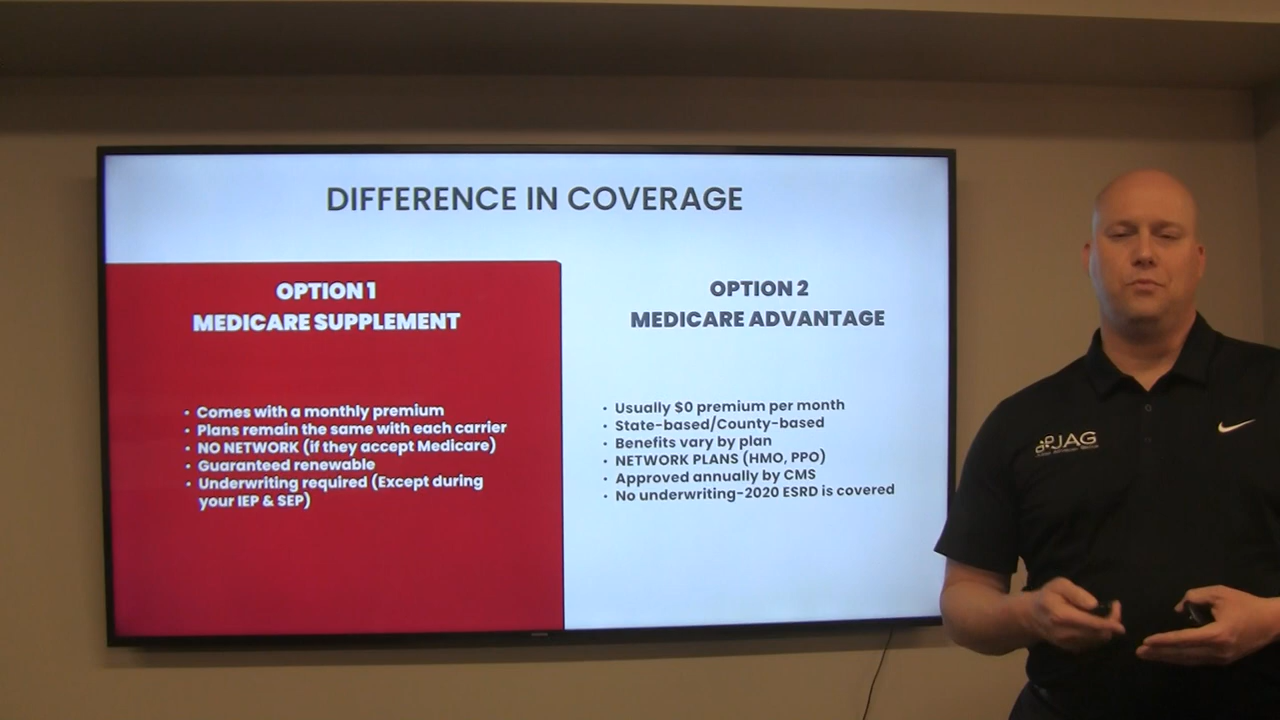 DIFFERENCE IN COVERAGE
OPTION 1
MEDICARE SUPPLEMENT
• Comes with a monthly premium
• Plans remain the same with each carrier
• NO NETWORK (if they accept Medicare)
• Guaranteed renewable
• Underwriting required (Except during
your IEP & SEP)
OPTION 2
MEDICARE ADVANTAGE
• Usually $0 premium per month
• State-based/County-based
• Benefits vary by plan
• NETWORK PLANS (HMO, PPO)
• Approved annually by CMS
• No underwriting-2020 ESRD is covered
JAG